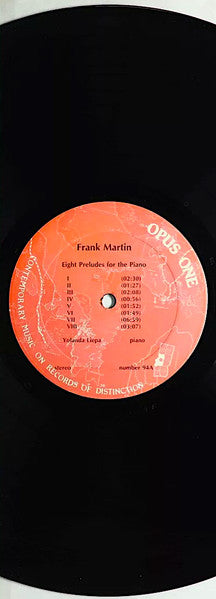 OPUS ONE
Frank Martin
Eight Preludes for the Piano
I (02:30)
II (01:27)
III (02:08)
IV (00:56)
V (01:52)
VI (01:49)
VII (06:59)
VIII (03:07)
Yolanda Liepa piano
stereo number 94A
CONTEMPORARY MUSIC ON RECORDS OF DISTINCTION